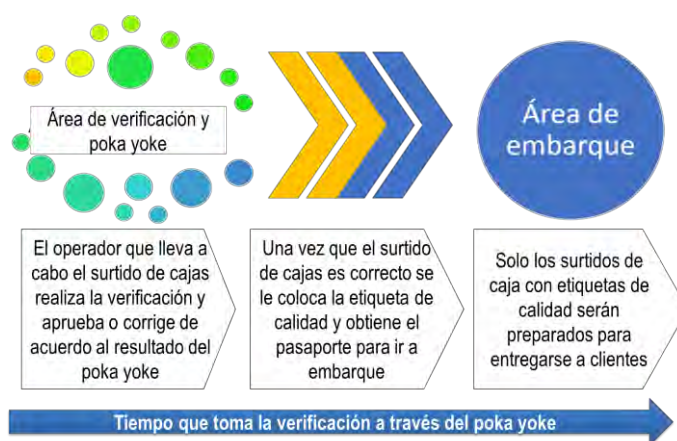 Área de verificación y
poka yoke
Área de
embarque
El operador que lleva a
cabo el surtido de cajas
realiza la verificación y
aprueba o corrige de
acuerdo al resultado del
poka yoke
Una vez que el surtido
de cajas es correcto se
le coloca la etiqueta de
calidad y obtiene el
pasaporte para ir a
embarque
Solo los surtidos de
caja con etiquetas de
calidad serán
preparados para
entregarse a clientes
Tiempo que toma la verificación a través del poka yoke